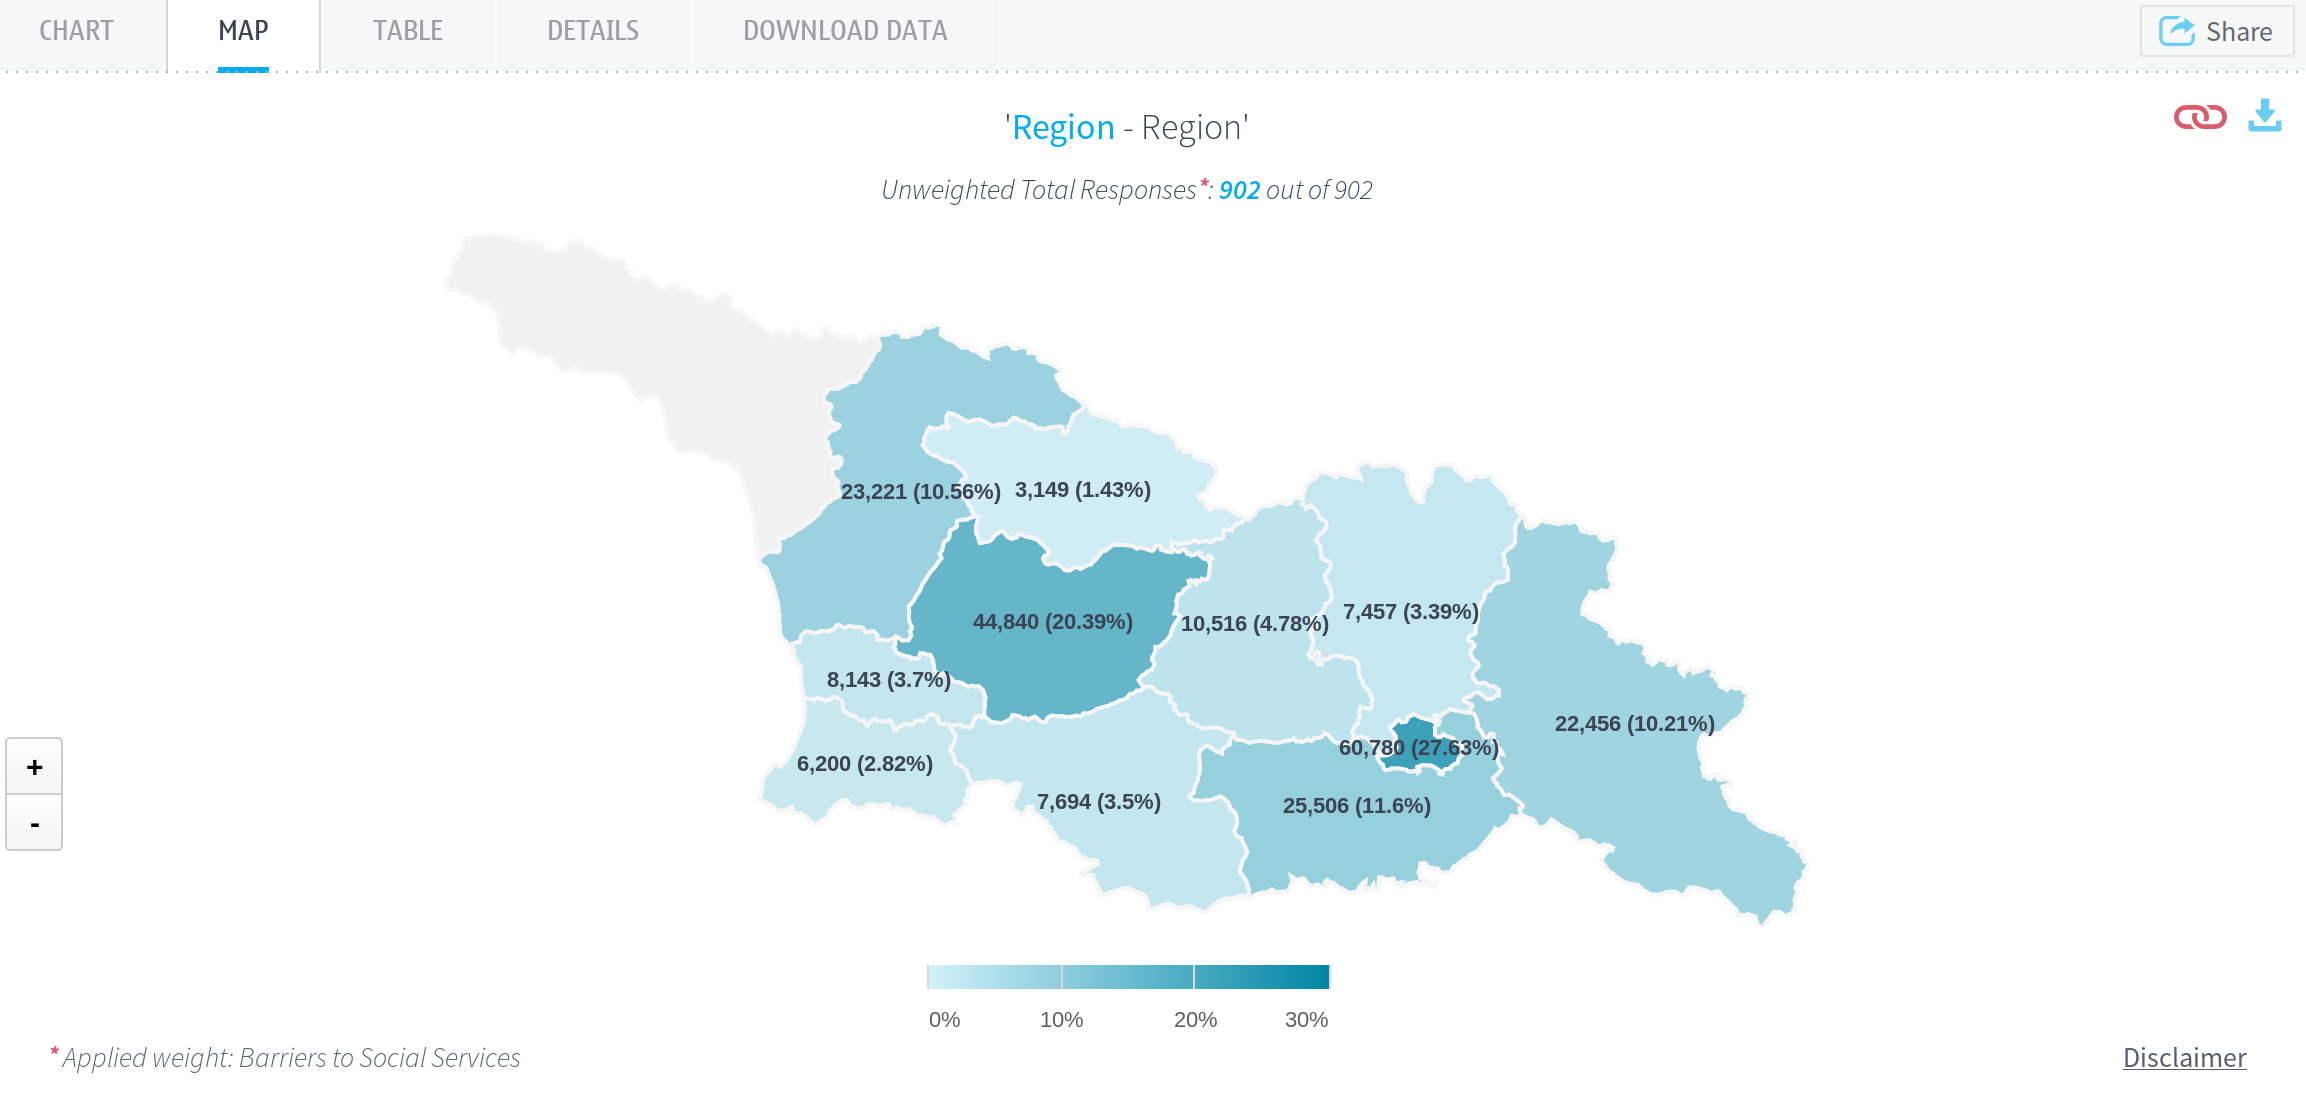 CHART
MAP
TABLE
DETAILS
DOWNLOAD DATA
Share
'Region - Region'
Unweighted Total Responses*: 902 out of 902
23,221 (10.56%)
3,149 (1.43%)
44,840 (20.39%)
10,516 (4.78%)
7,457 (3.39%)
8,143 (3.7%)
22,456 (10.21%)
60,780 (27.63%)
6,200 (2.82%)
7,694 (3.5%)
25,506 (11.6%)
+
-
0%
10%
20%
30%
* Applied weight: Barriers to Social Services
Disclaimer